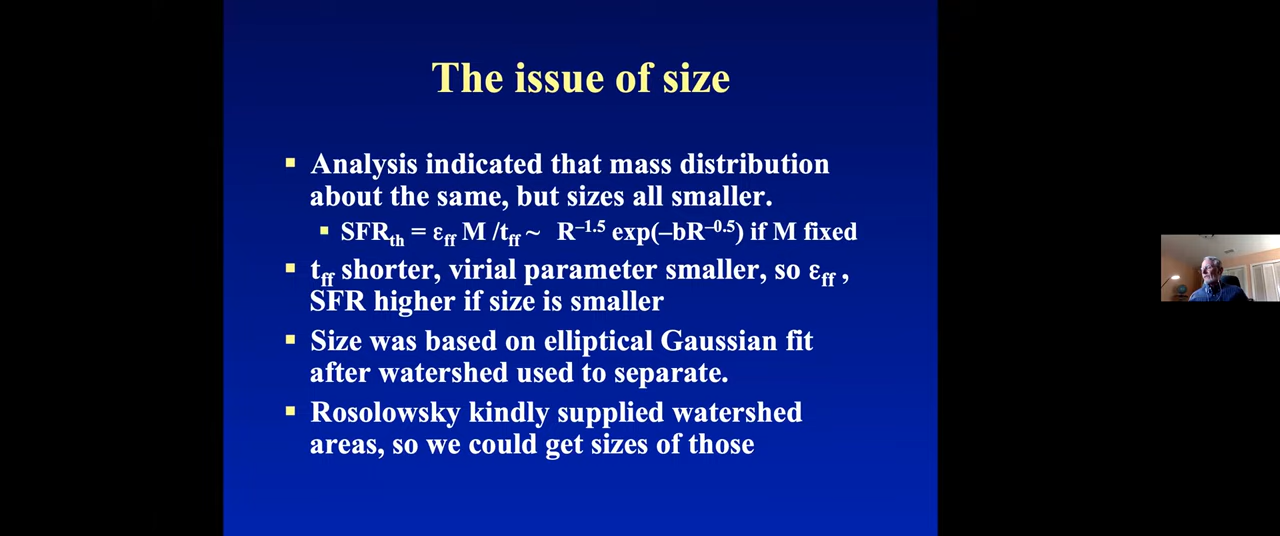 The issue of size
▪ Analysis indicated that mass distribution
about the same, but sizes all smaller.
▪ SFRth = εff M /tff ~ R–1.5 exp(–bR–0.5) if M fixed
▪ tff shorter, virial parameter smaller, so εff ,
SFR higher if size is smaller
▪ Size was based on elliptical Gaussian fit
after watershed used to separate.
▪ Rosolowsky kindly supplied watershed
areas, so we could get sizes of those